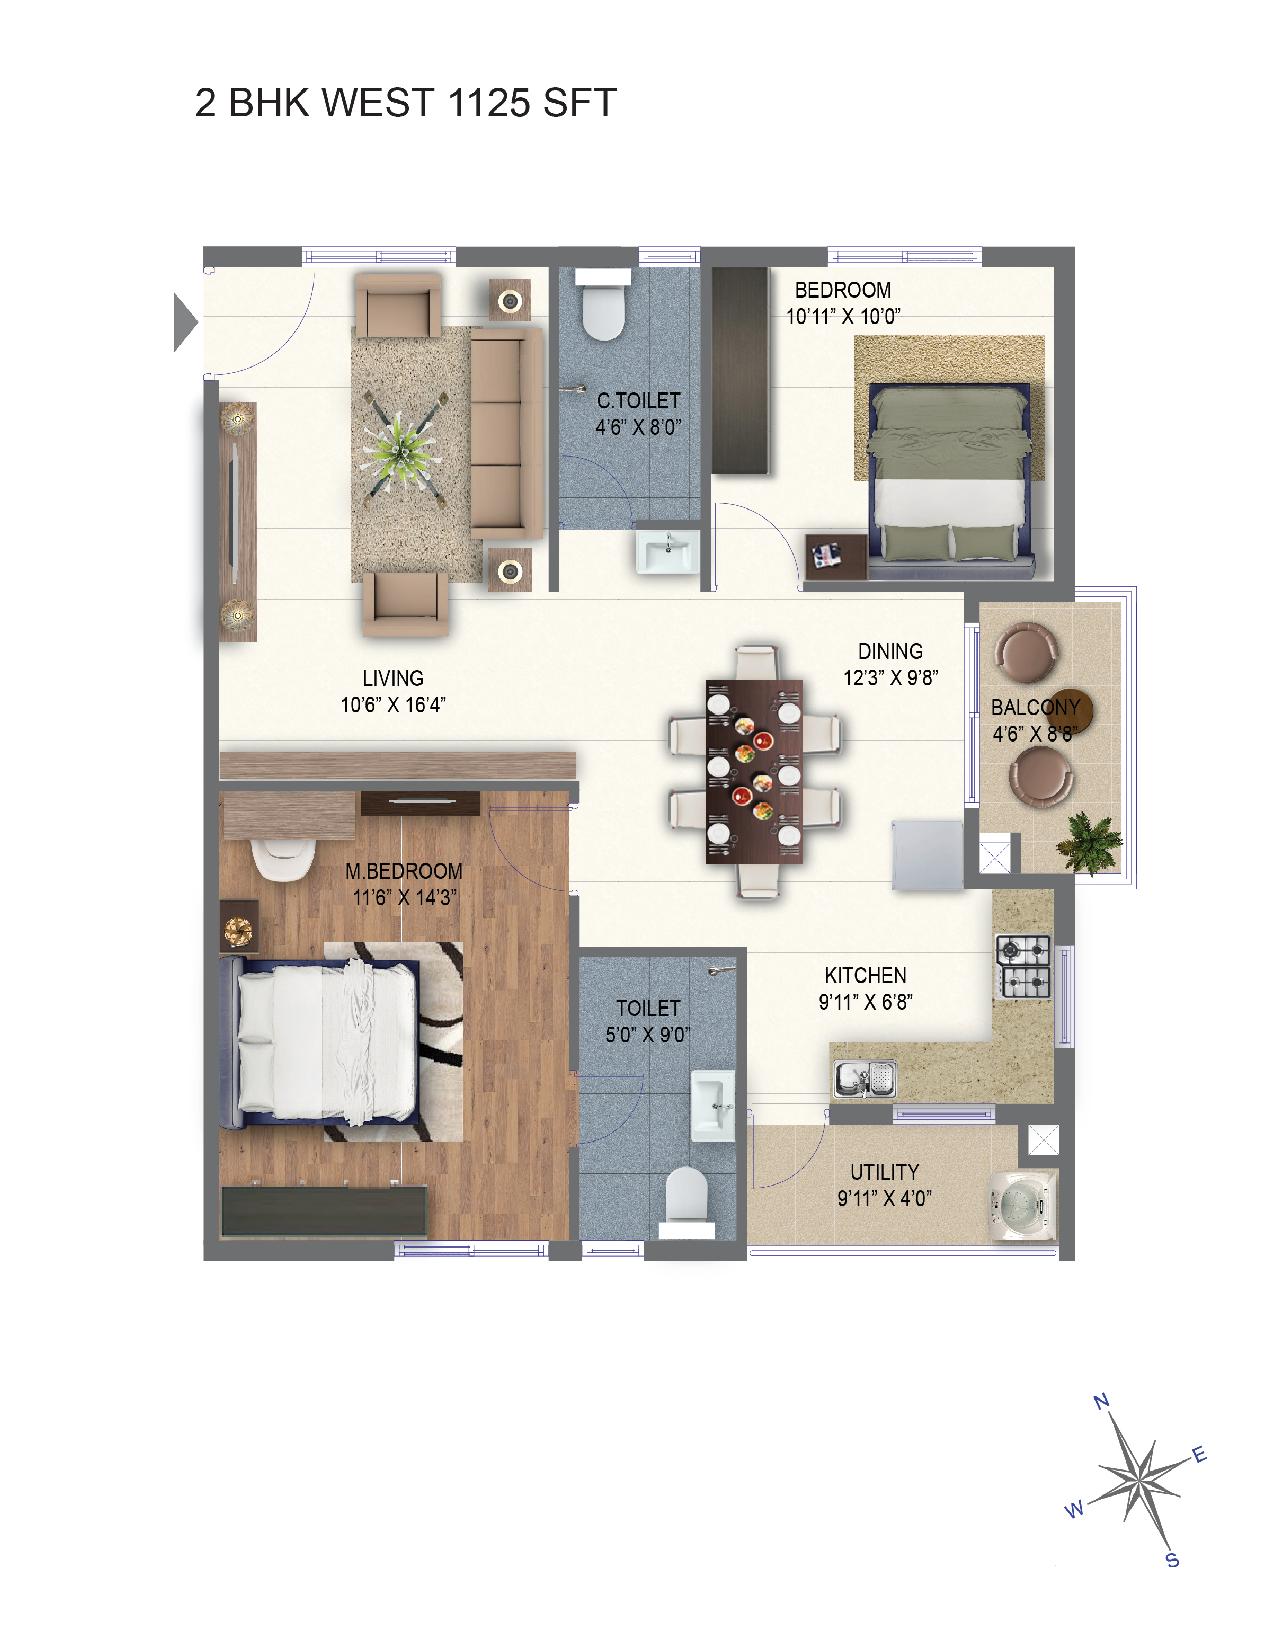 2 BHK WEST 1125 SFT
BEDROOM
10'11” X 10'0”
C.TOILET
4'6” X 8'0”
DINING
12'3” X 9'8”
LIVING
10'6” X 16'4”
BALCONY
4'6” X 8'8”
M.BEDROOM
11'6” X 14'3”
KITCHEN
9'11” X 6'8”
TOILET
5'0” X 9'0”
UTILITY
9'11” X 4'0”
N
E
W
S